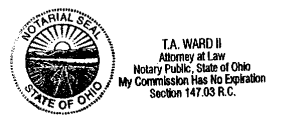 NOTARIAL SEAL
STATE OF OHIO
T.A. WARD II
Attorney at Law
Notary Public, State of Ohio
My Commission Has No Expiration
Section 147.03 R.C.